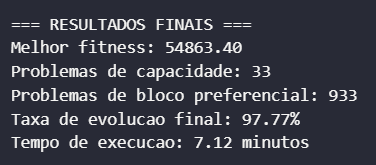 === RESULTADOS FINAIS ===
Melhor fitness: 54863.40
Problemas de capacidade: 33
Problemas de bloco preferencial: 933
Taxa de evolucao final: 97.77%
Tempo de execucao: 7.12 minutos